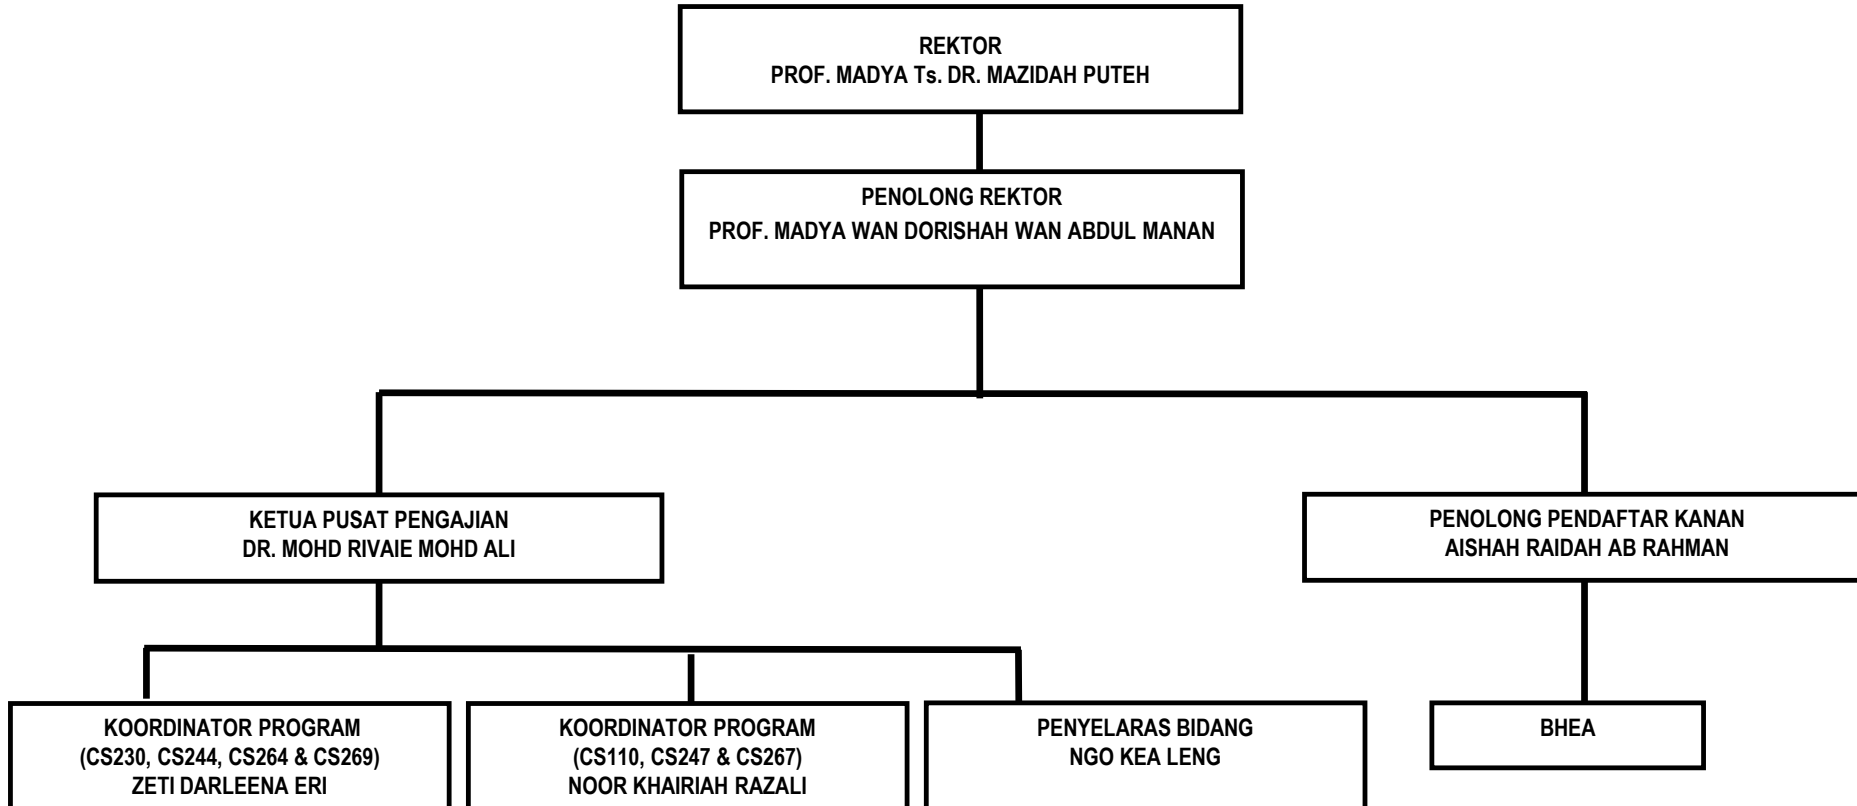 REKTOR
PROF. MADYA Ts. DR. MAZIDAH PUTEH
PENOLONG REKTOR
PROF. MADYA WAN DORISHAH WAN ABDUL MANAN
KETUA PUSAT PENGAJIAN
DR. MOHD RIVAIE MOHD ALI
PENOLONG PENDAFTAR KANAN
AISHAH RAIDAH AB RAHMAN
KOORDINATOR PROGRAM
(CS230, CS244, CS264 & CS269)
ZETI DARLEENA ERI
KOORDINATOR PROGRAM
(CS110, CS247 & CS267)
NOOR KHAIRIAH RAZALI
PENYELARAS BIDANG
NGO KEA LENG
BHEA